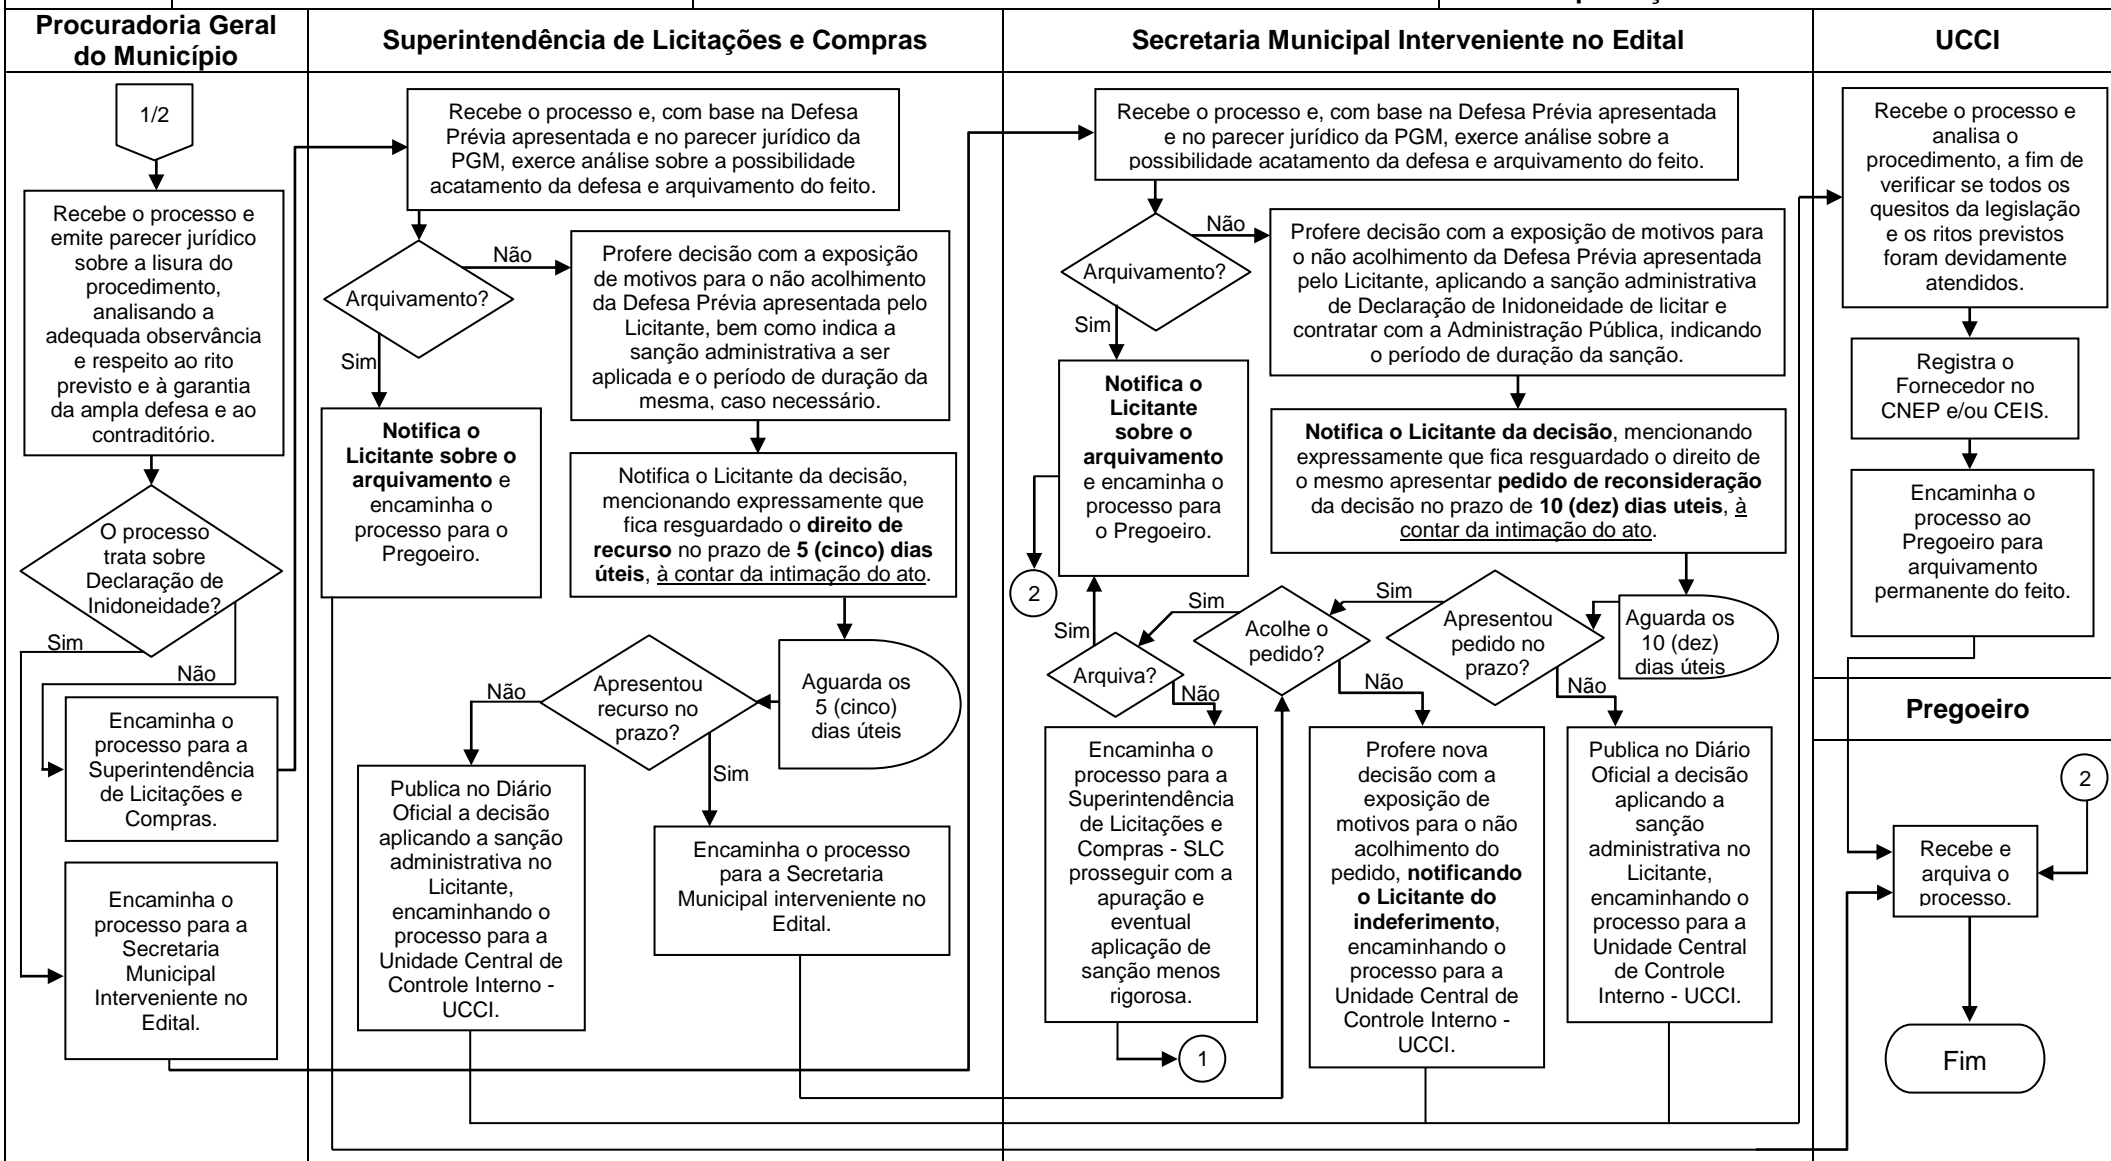 Procuradoria Geral
do Município
Superintendência de Licitações e Compras
Secretaria Municipal Interveniente no Edital
UCCI
1/2
Recebe o processo e
emite parecer jurídico
sobre a lisura do
procedimento,
analisando a
adequada observância
e respeito ao rito
previsto e à garantia
da ampla defesa e ao
contraditório.
O processo
trata sobre
Declaração de
Inidoneidade?
Sim
Não
Encaminha o
processo para a
Superintendência
de Licitações e
Compras.
Encaminha o
processo para a
Secretaria
Municipal
Interveniente no
Edital.
Recebe o processo e, com base na Defesa
Prévia apresentada e no parecer jurídico da
PGM, exerce análise sobre a possibilidade
acatamento da defesa e arquivamento do feito.
Arquivamento?
Não
Sim
Profere decisão com a exposição
de motivos para o não acolhimento
da Defesa Prévia apresentada pelo
Licitante, bem como indica a
sanção administrativa a ser
aplicada e o período de duração da
mesma, caso necessário.
Notifica o
Licitante sobre o
arquivamento e
encaminha o
processo para o
Pregoeiro.
Notifica o Licitante da decisão,
mencionando expressamente que
fica resguardado o direito de
recurso no prazo de 5 (cinco) dias
úteis, à contar da intimação do ato.
Aguarda os
5 (cinco)
dias úteis
Apresentou
recurso no
prazo?
Não
Sim
Publica no Diário
Oficial a decisão
aplicando a sanção
administrativa no
Licitante,
encaminhando o
processo para a
Unidade Central de
Controle Interno -
UCCI.
Encaminha o processo
para a Secretaria
Municipal interveniente no
Edital.
Recebe o processo e, com base na Defesa Prévia apresentada
e no parecer jurídico da PGM, exerce análise sobre a
possibilidade acatamento da defesa e arquivamento do feito.
Arquivamento?
Não
Sim
Profere decisão com a exposição de motivos para
o não acolhimento da Defesa Prévia apresentada
pelo Licitante, aplicando a sanção administrativa
de Declaração de Inidoneidade de licitar e
contratar com a Administração Pública, indicando
o período de duração da sanção.
Notifica o
Licitante
sobre o
arquivamento
e encaminha o
processo para
o Pregoeiro.
2
Notifica o Licitante da decisão, mencionando
expressamente que fica resguardado o direito de
o mesmo apresentar pedido de reconsideração
da decisão no prazo de 10 (dez) dias uteis, à
contar da intimação do ato.
Aguarda os
10 (dez)
dias úteis
Apresentou
pedido no
prazo?
Sim
Não
Acolhe o
pedido?
Sim
Não
Arquiva?
Sim
Não
Encaminha o
processo para a
Superintendência
de Licitações e
Compras - SLC
prosseguir com a
apuração e
eventual
aplicação de
sanção menos
rigorosa.
1
Profere nova
decisão com a
exposição de
motivos para o não
acolhimento do
pedido, notificando
o Licitante do
indeferimento,
encaminhando o
processo para a
Unidade Central de
Controle Interno -
UCCI.
Publica no Diário
Oficial a decisão
aplicando a
sanção
administrativa no
Licitante,
encaminhando o
processo para a
Unidade Central
de Controle
Interno - UCCI.
Recebe o processo e
analisa o
procedimento, a fim de
verificar se todos os
quesitos da legislação
e os ritos previstos
foram devidamente
atendidos.
Registra o
Fornecedor no
CNEP e/ou CEIS.
Encaminha o
processo ao
Pregoeiro para
arquivamento
permanente do feito.
Pregoeiro
2
Recebe e
arquiva o
processo.
Fim